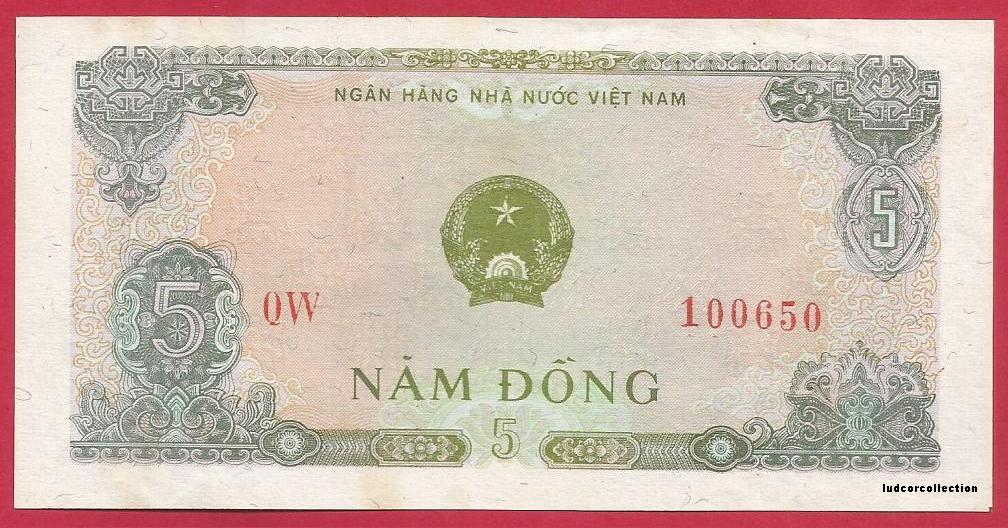 NGÂN HÀNG NHÀ NƯỚC VIỆT NAM
5
VIỆT NAM
5
QW
100650
NĂM ĐỒNG
5
ludcorcollection